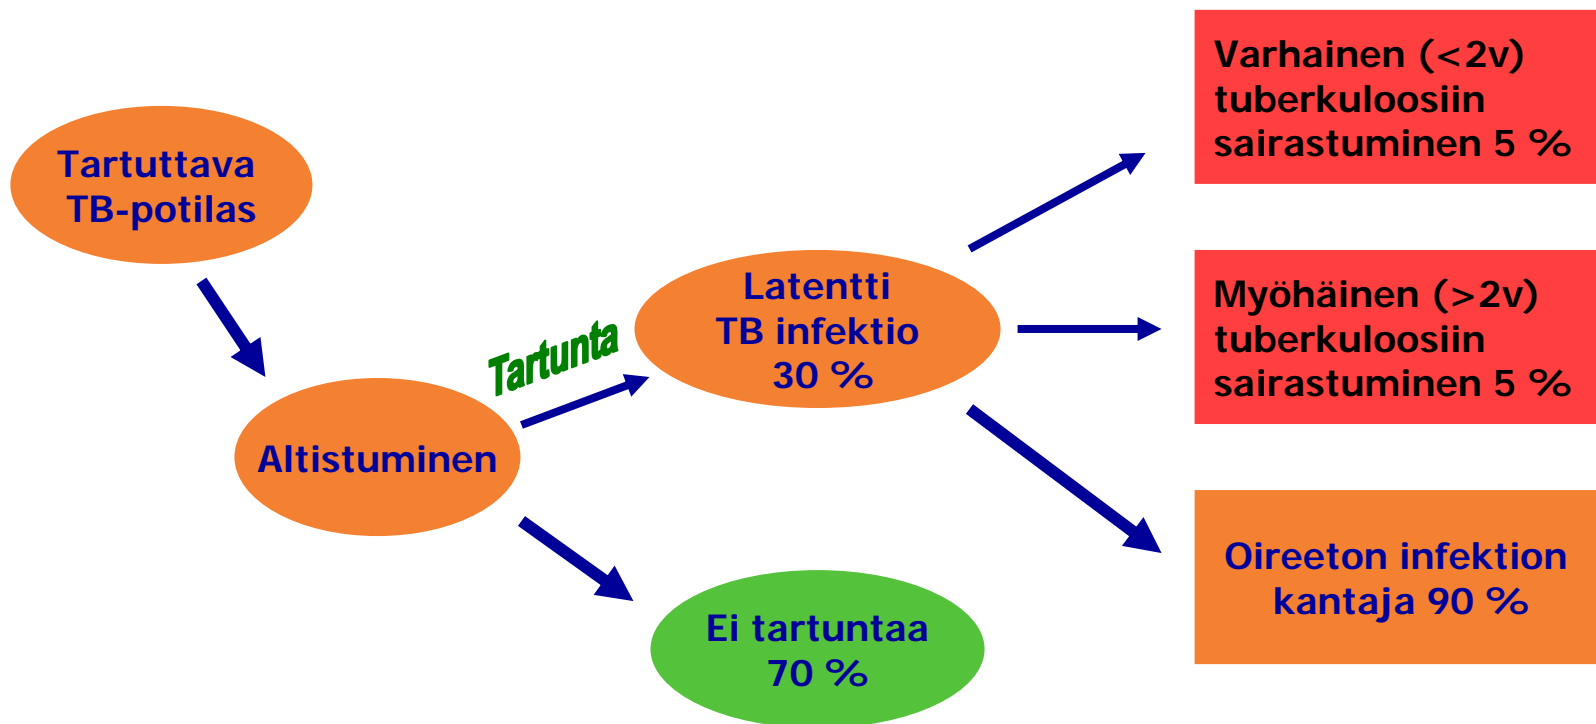 Tartuttava
TB-potilas
Altistuminen
Tartunta
Latentti
TB infektio
30 %
Ei tartuntaa
70 %
Varhainen (<2v)
tuberkuloosiin
sairastuminen 5 %
Myöhäinen (>2v)
tuberkuloosiin
sairastuminen 5 %
Oireeton infektion
kantaja 90 %